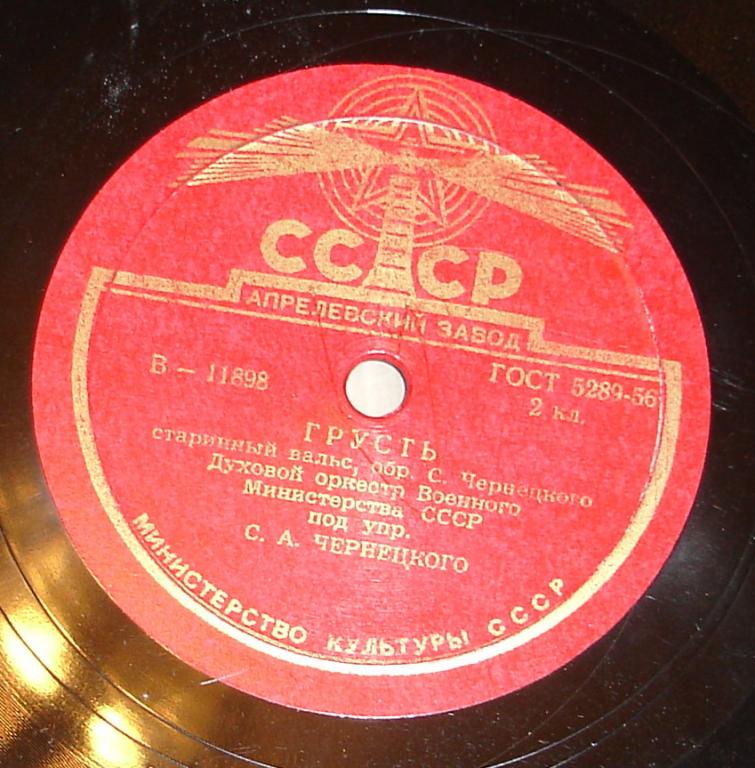 СССР
АПРЕЛЕВСКИЙ ЗАВОД
В – 11898
ГОСТ 5289-56
2 кл.
ГРУСТЬ
старинный вальс, обр. С. Чернецкого
Духовой оркестр Военного
Министерства СССР
под упр.
С. А. ЧЕРНЕЦКОГО
МИНИСТЕРСТВО КУЛЬТУРЫ СССР